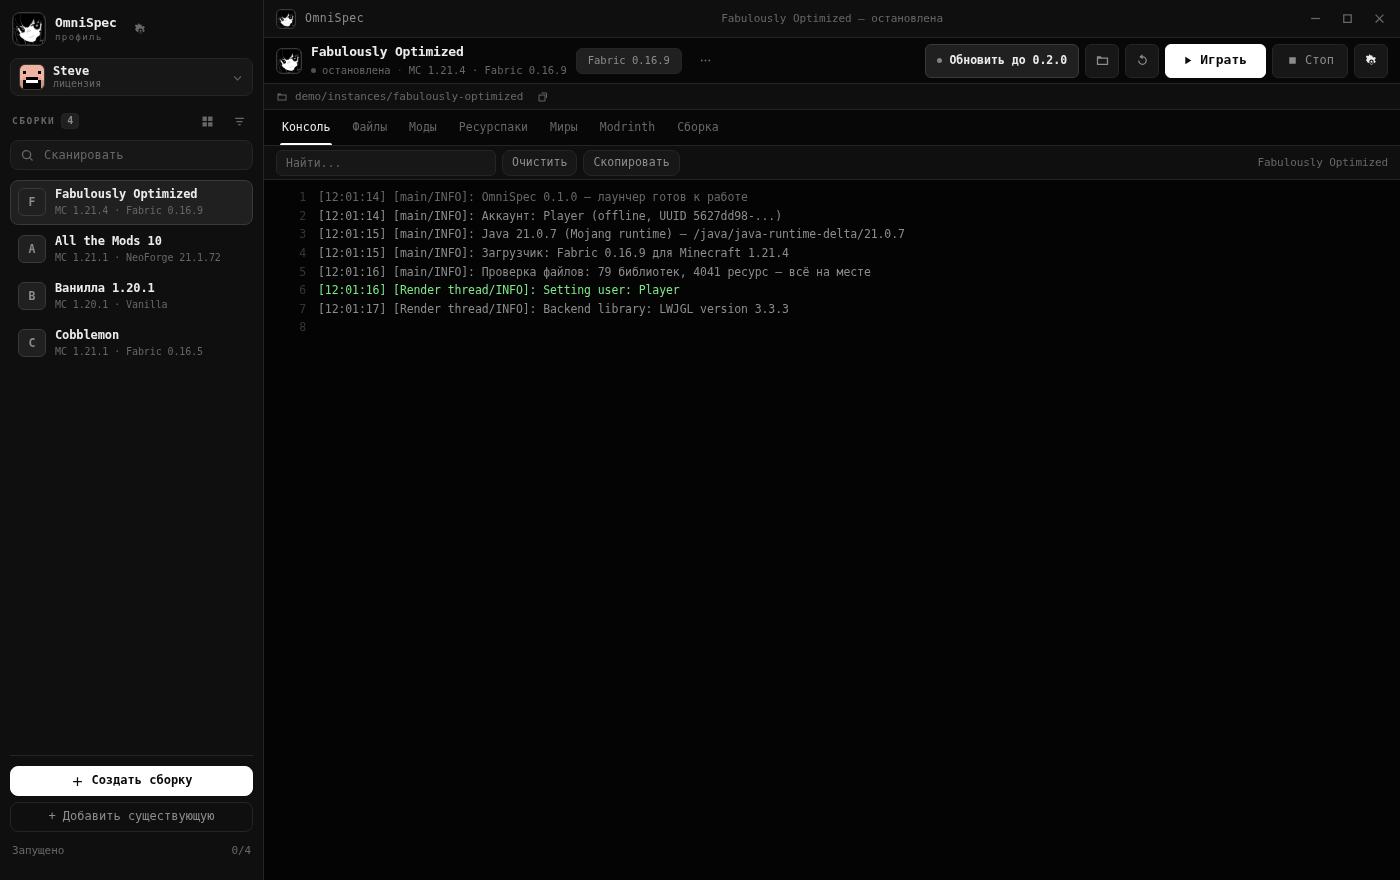 OmniSpec
профиль
Steve
лицензия
СБОРКИ 4
Сканировать
F Fabulously Optimized
MC 1.21.4 · Fabric 0.16.9
A All the Mods 10
MC 1.21.1 · NeoForge 21.1.72
B Ванилла 1.20.1
MC 1.20.1 · Vanilla
C Cobblemon
MC 1.21.1 · Fabric 0.16.5
+ Создать сборку
+ Добавить существующую
Запущено 0/4
OmniSpec Fabulously Optimized — остановлена
Fabulously Optimized
остановлена · MC 1.21.4 · Fabric 0.16.9
Fabric 0.16.9 ··· Обновить до 0.2.0 Играть Стоп
demo/instances/fabulously-optimized
Консоль Файлы Моды Ресурспаки Миры Modrinth Сборка
Найти... Очистить Скопировать Fabulously Optimized
1 [12:01:14] [main/INFO]: OmniSpec 0.1.0 — лаунчер готов к работе
2 [12:01:14] [main/INFO]: Аккаунт: Player (offline, UUID 5627dd98-...)
3 [12:01:15] [main/INFO]: Java 21.0.7 (Mojang runtime) — /java/java-runtime-delta/21.0.7
4 [12:01:15] [main/INFO]: Загрузчик: Fabric 0.16.9 для Minecraft 1.21.4
5 [12:01:16] [main/INFO]: Проверка файлов: 79 библиотек, 4041 ресурс — всё на месте
6 [12:01:16] [Render thread/INFO]: Setting user: Player
7 [12:01:17] [Render thread/INFO]: Backend library: LWJGL version 3.3.3
8